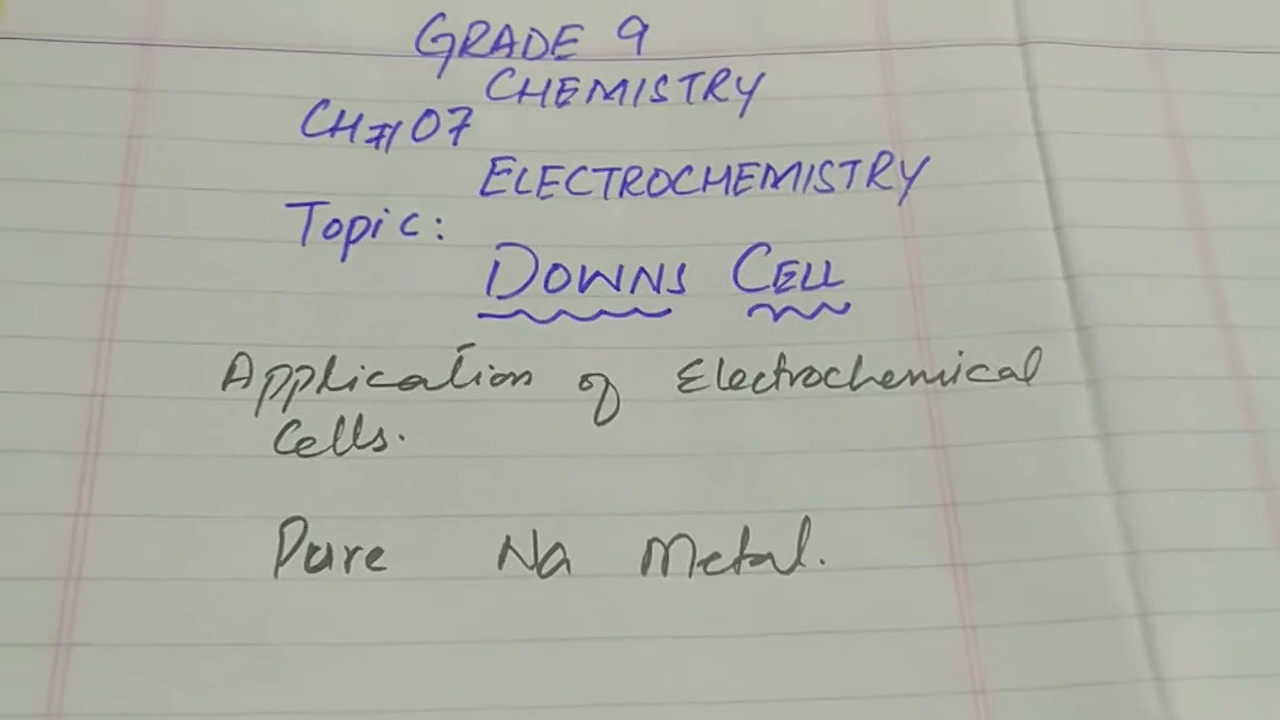 GRADE 9
CHEMISTRY
CH#07
ELECTROCHEMISTRY
Topic:
DOWNS CELL
Application of Electrochemical
Cells.
Pure Na Metal.